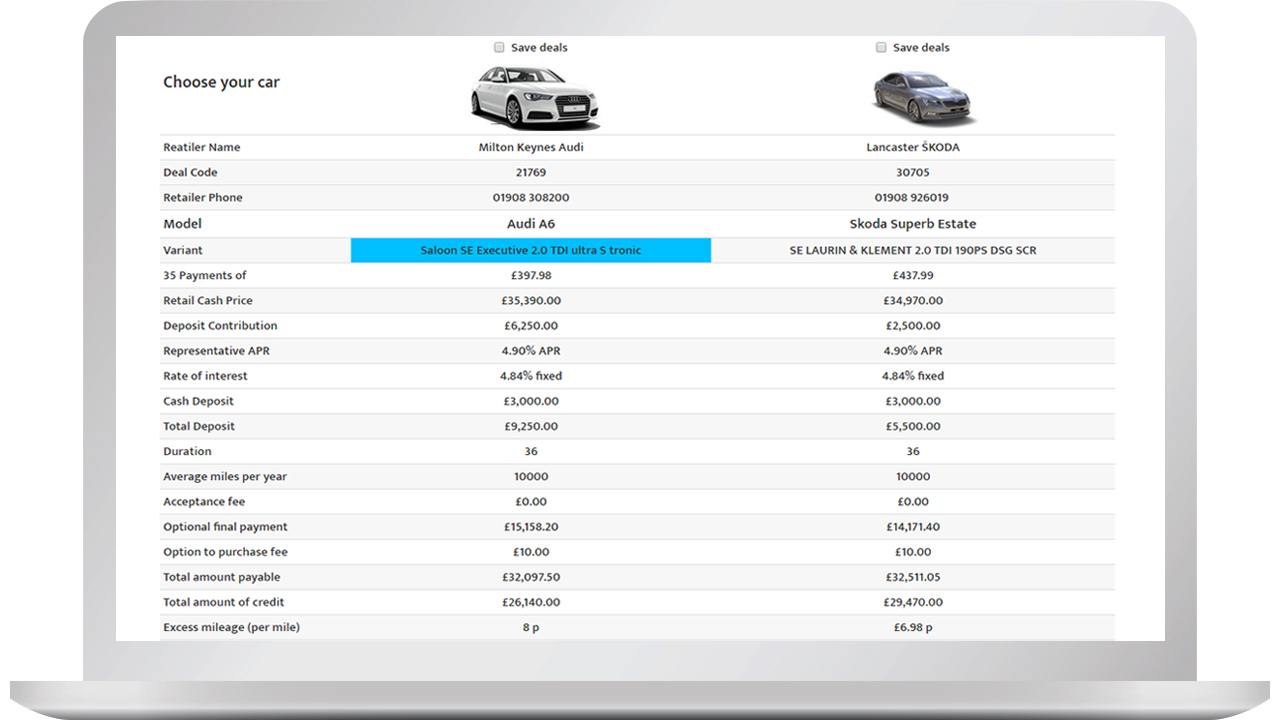 Save deals Save deals
Choose your car
Reatiler Name Milton Keynes Audi Lancaster ŠKODA
Deal Code 21769 30705
Retailer Phone 01908 308200 01908 926019
Model Audi A6 Skoda Superb Estate
Variant Saloon SE Executive 2.0 TDI ultra S tronic SE LAURIN & KLEMENT 2.0 TDI 190PS DSG SCR
35 Payments of £397.98 £437.99
Retail Cash Price £35,390.00 £34,970.00
Deposit Contribution £6,250.00 £2,500.00
Representative APR 4.90% APR 4.90% APR
Rate of interest 4.84% fixed 4.84% fixed
Cash Deposit £3,000.00 £3,000.00
Total Deposit £9,250.00 £5,500.00
Duration 36 36
Average miles per year 10000 10000
Acceptance fee £0.00 £0.00
Optional final payment £15,158.20 £14,171.40
Option to purchase fee £10.00 £10.00
Total amount payable £32,097.50 £32,511.05
Total amount of credit £26,140.00 £29,470.00
Excess mileage (per mile) 8 p £6.98 p